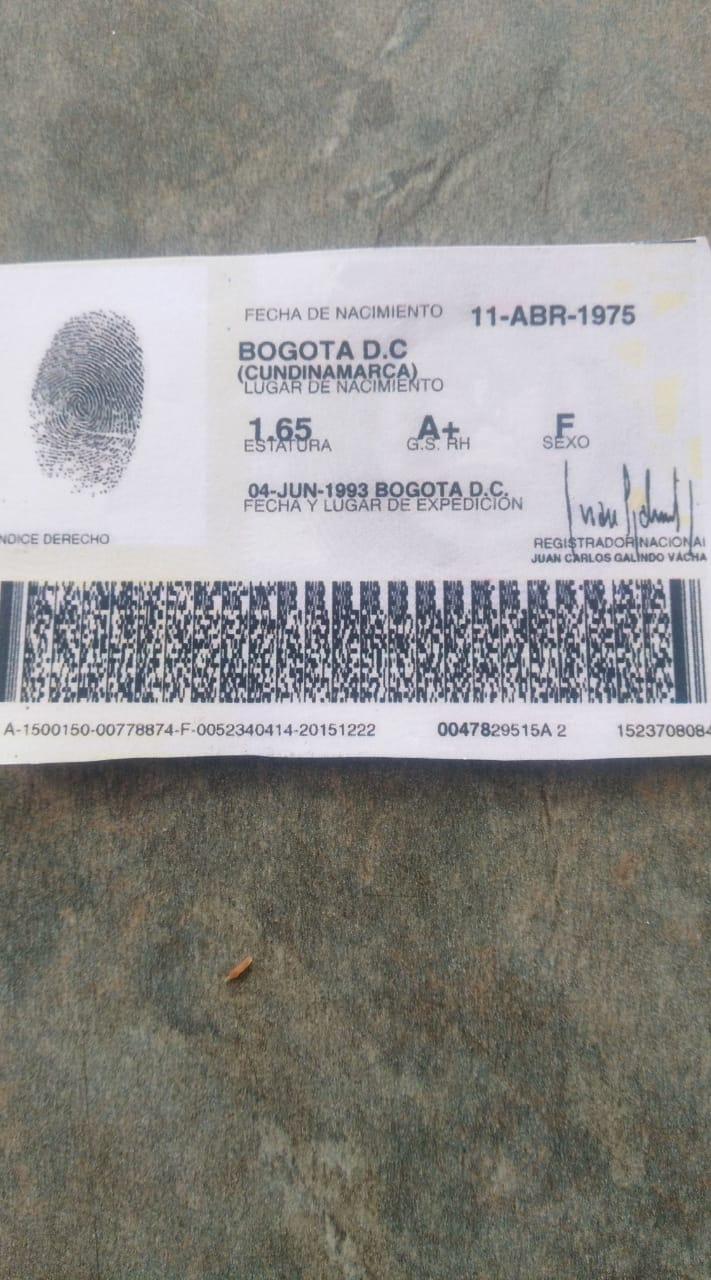 FECHA DE NACIMIENTO 11-ABR-1975
BOGOTA D.C
(CUNDINAMARCA)
LUGAR DE NACIMIENTO
1.65 A+ F
ESTATURA G.S. RH SEXO
04-JUN-1993 BOGOTA D.C.
FECHA Y LUGAR DE EXPEDICIÓN
NDICE DERECHO
REGISTRADOR NACIONAL
JUAN CARLOS GALINDO VACHA
A-1500150-00778874-F-0052340414-20151222 0047829515A 2 1523708084